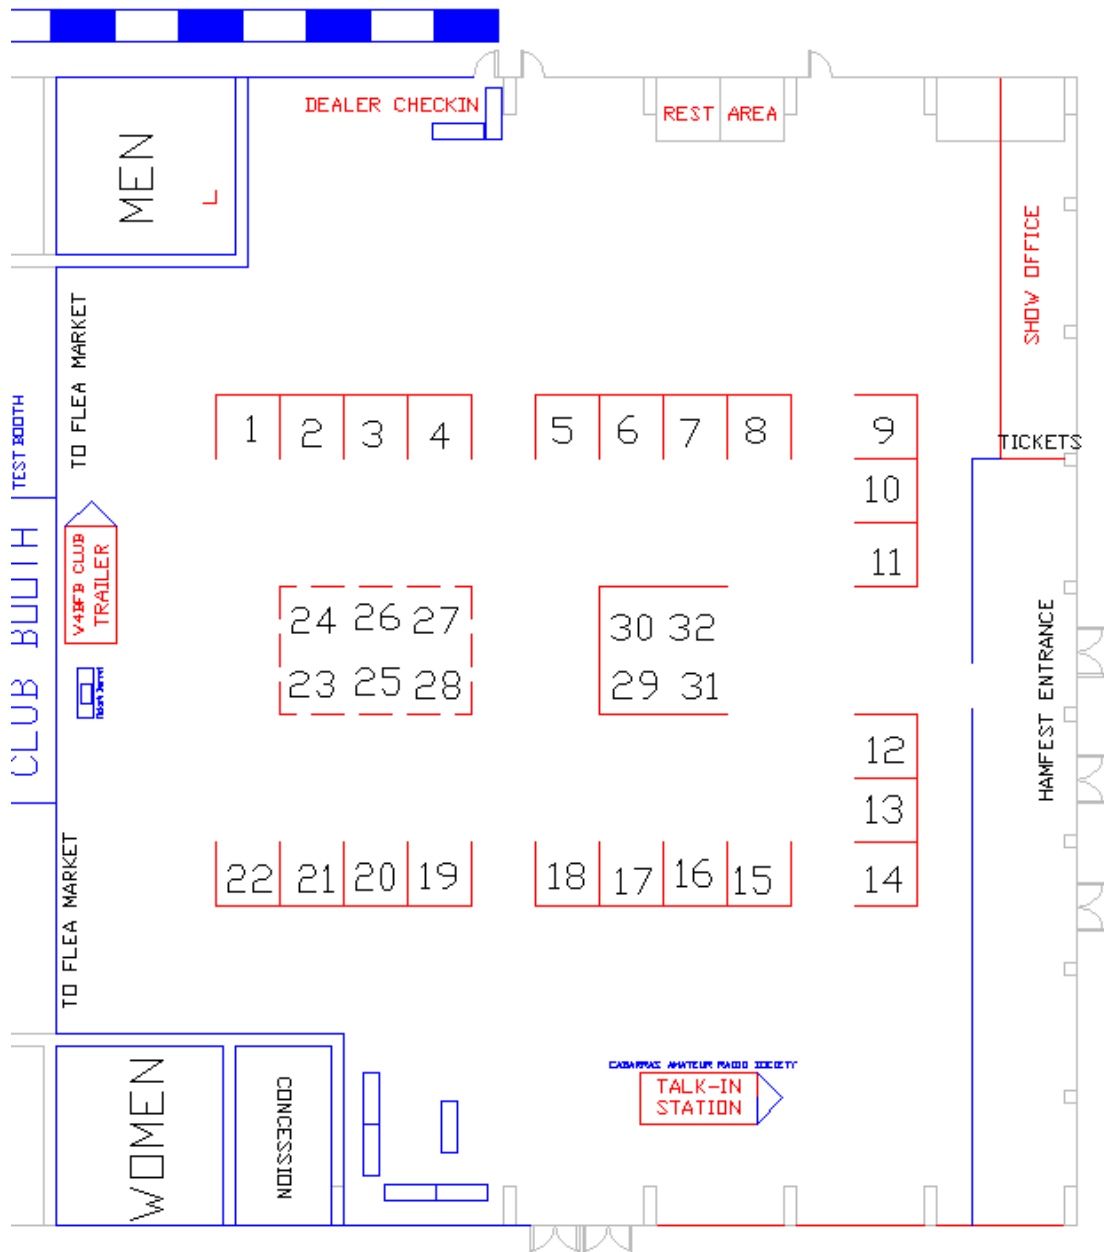 DEALER CHECKIN
REST AREA
MEN
SHOW OFFICE
TO FLEA MARKET
TEST BOOTH
1 2 3 4 5 6 7 8 9
TICKETS
10
11
CLUB BOOTH
V4BFB CLUB
TRAILER
24 26 27 30 32
23 25 28 29 31
HAMFEST ENTRANCE
12
13
22 21 20 19 18 17 16 15 14
TO FLEA MARKET
WOMEN
CONCESSION
CABARRAS AMATEUR RADIO SOCIETY
TALK-IN
STATION